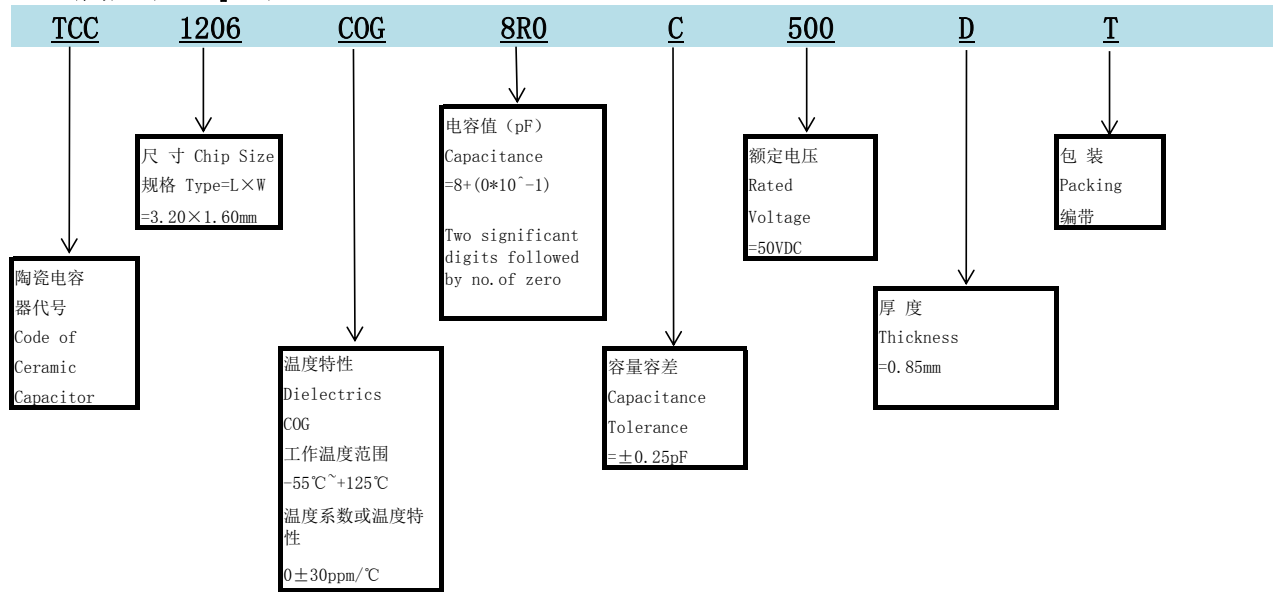 TCC 1206 COG 8R0 C 500 D T
陶瓷电容
器代号
Code of
Ceramic
Capacitor
尺 寸 Chip Size
规格 Type=L×W
=3.20×1.60mm
温度特性
Dielectrics
COG
工作温度范围
-55℃~+125℃
温度系数或温度特
性
0±30ppm/℃
电容值（pF）
Capacitance
=8+(0*10^-1)
Two significant
digits followed
by no.of zero
容量容差
Capacitance
Tolerance
=±0.25pF
额定电压
Rated
Voltage
=50VDC
厚 度
Thickness
=0.85mm
包 装
Packing
编带